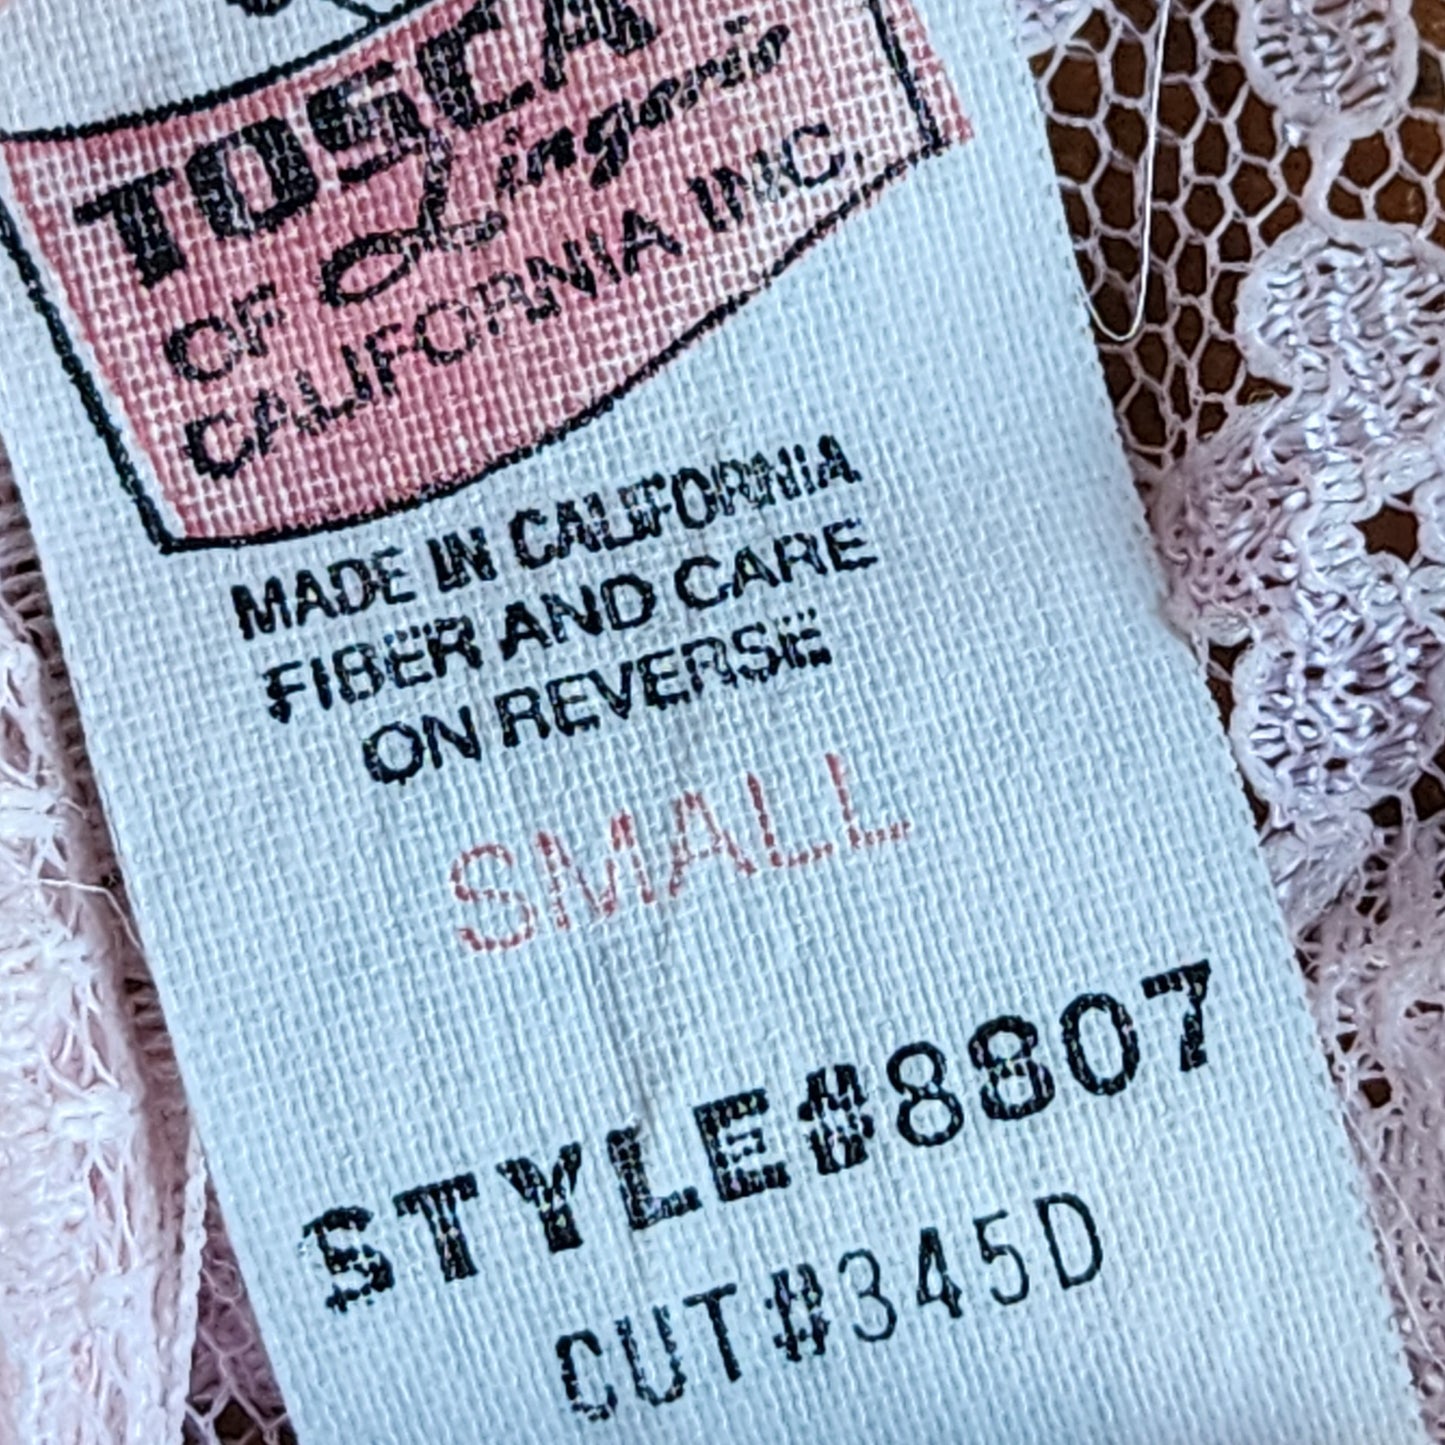 TOSCA
OF Lingerie
CALIFORNIA INC.
MADE IN CALIFORNIA
FIBER AND CARE
ON REVERSE
SMALL
STYLE#8807
CUT#345D